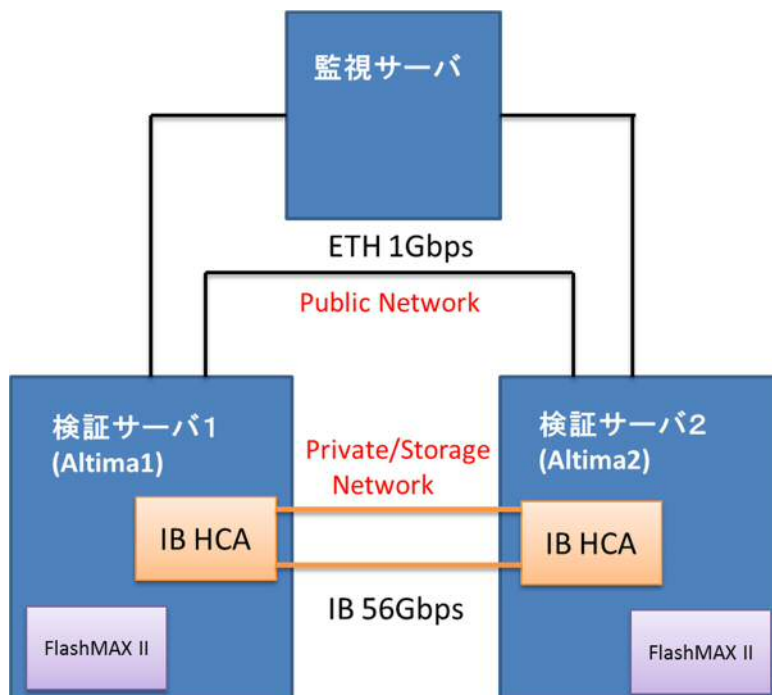 監視サーバ
ETH 1Gbps
Public Network
検証サーバ1
(Altima1)
Private/Storage
Network
検証サーバ2
(Altima2)
IB HCA
IB HCA
IB 56Gbps
FlashMAX II
FlashMAX II